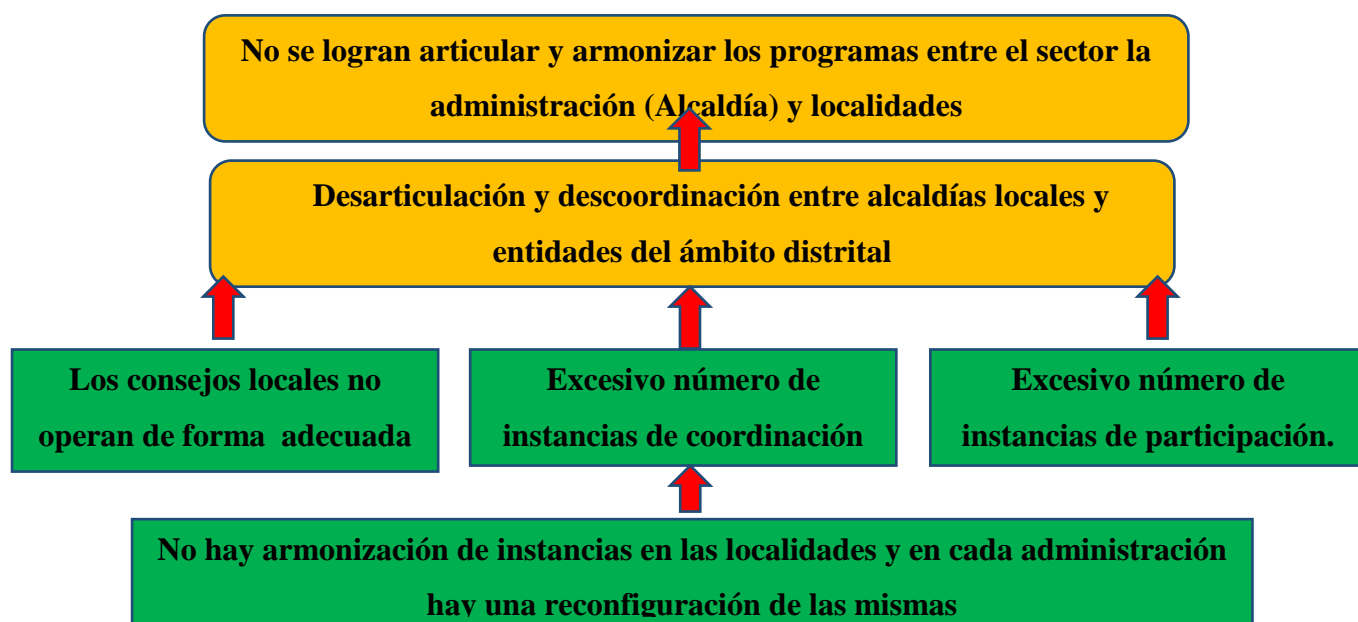 No se logran articular y armonizar los programas entre el sector la
administración (Alcaldía) y localidades
Desarticulación y descoordinación entre alcaldías locales y
entidades del ámbito distrital
Los consejos locales no
operan de forma  adecuada
Excesivo número de
instancias de coordinación
Excesivo número de
instancias de participación.
No hay armonización de instancias en las localidades y en cada administración
hay una reconfiguración de las mismas